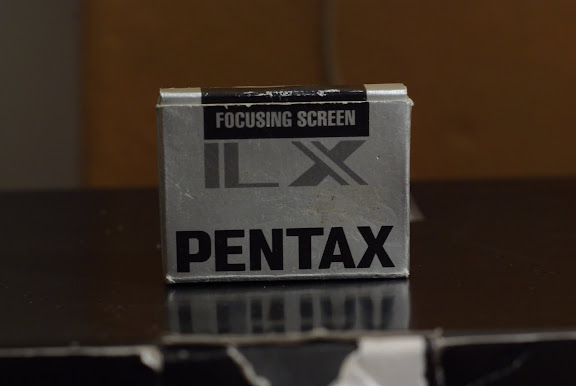 FOCUSING SCREEN
LX
PENTAX